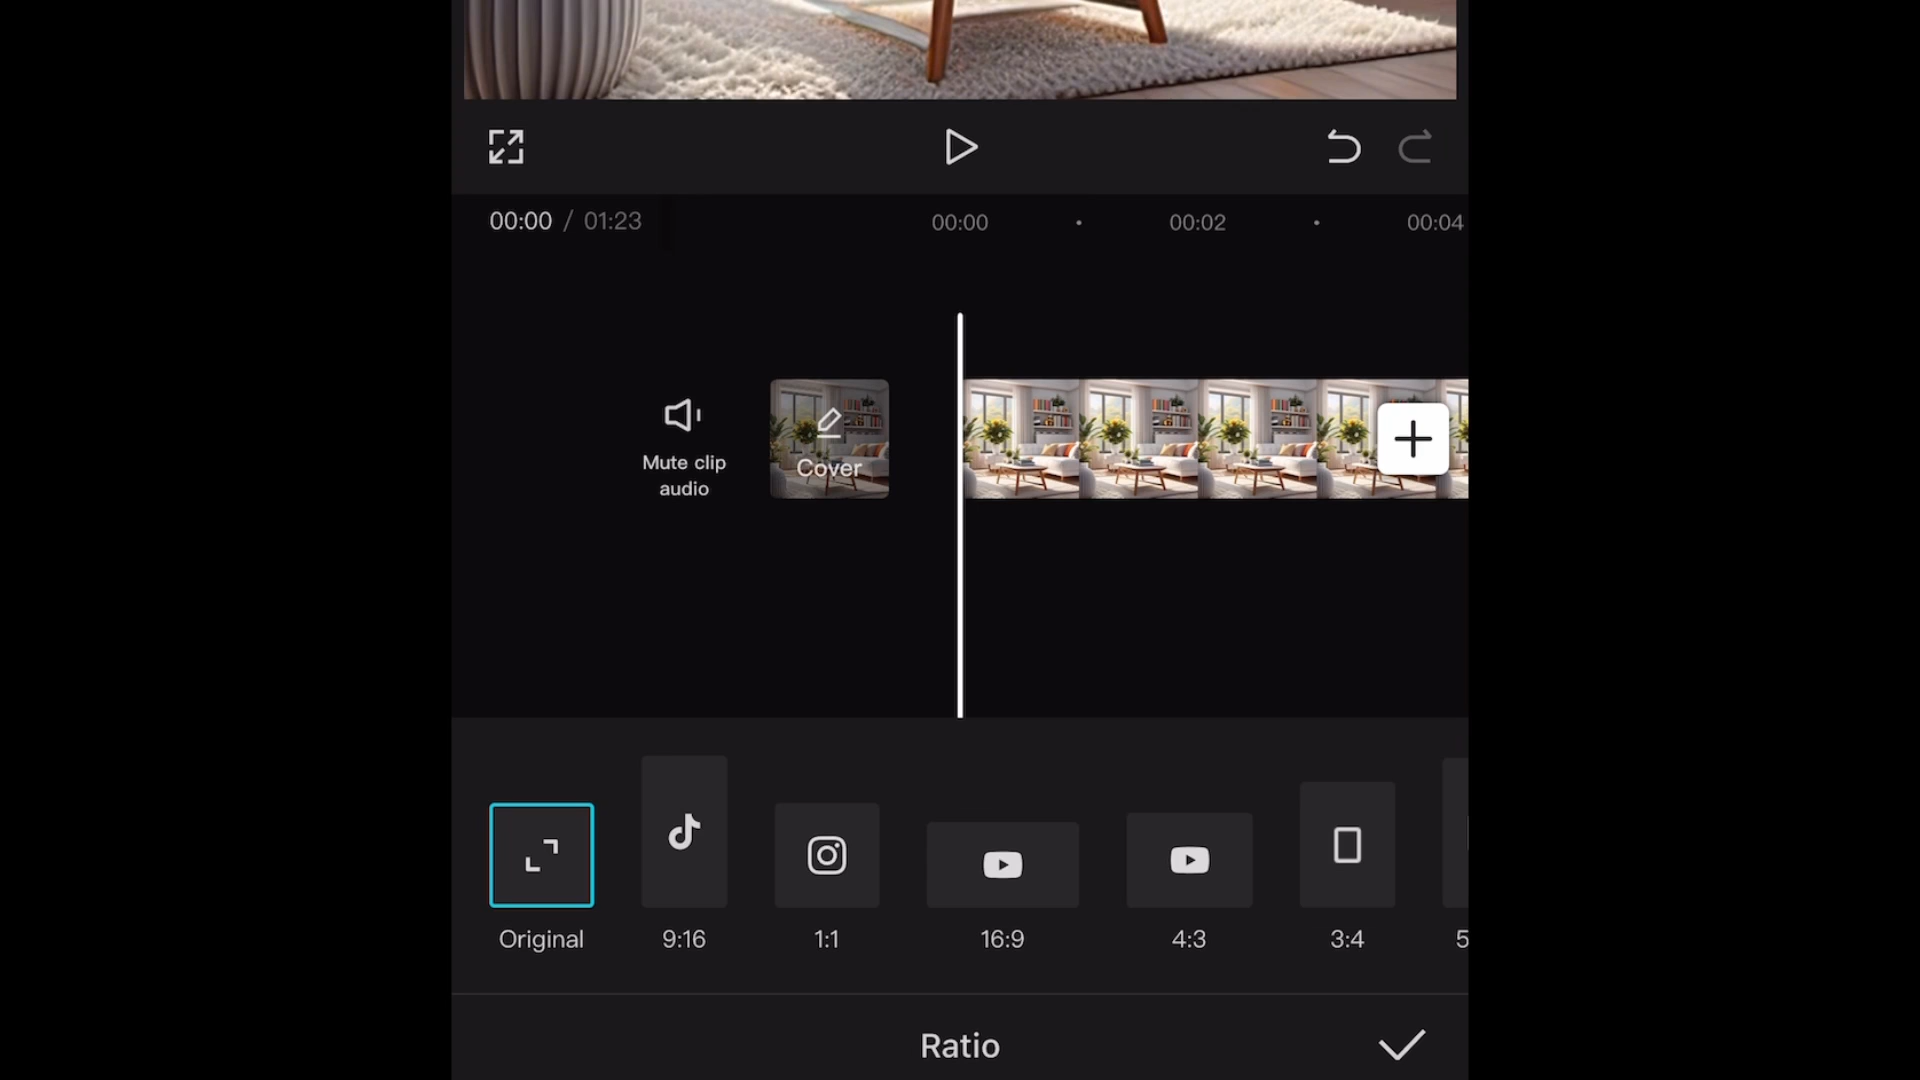 00:00 / 01:23
00:00 00:02 00:04
Mute clip
audio
Cover
Original 9:16 1:1 16:9 4:3 3:4 5
Ratio